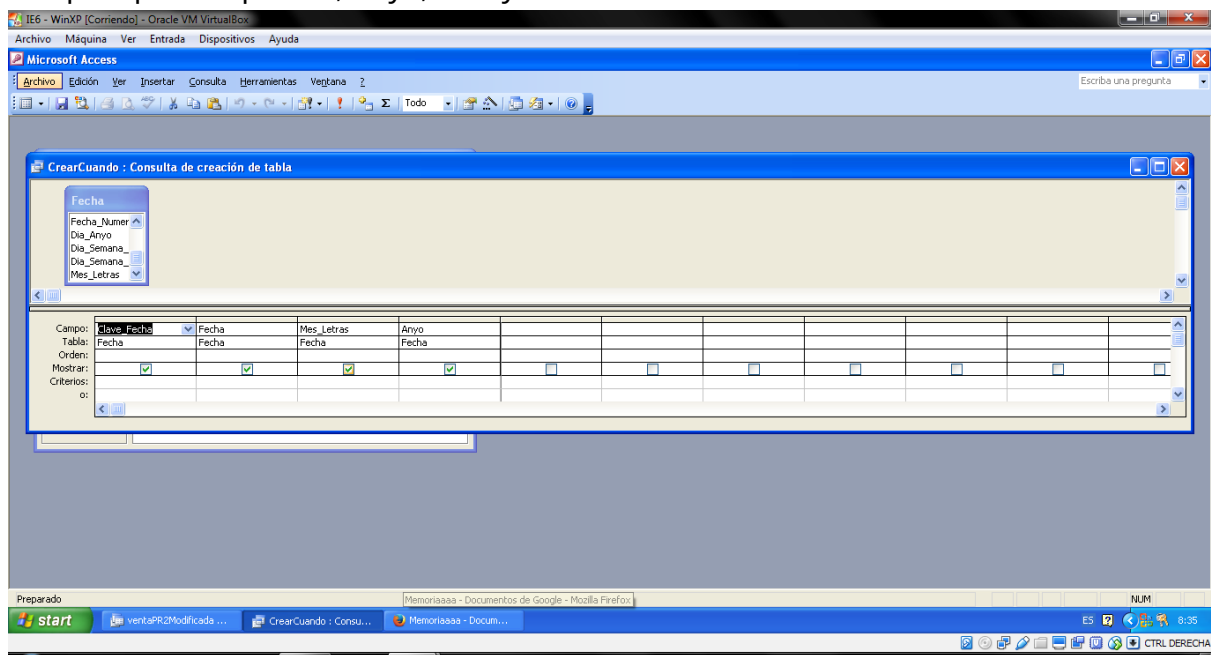 IE6 - WinXP [Corriendo] - Oracle VM VirtualBox
Archivo Máquina Ver Entrada Dispositivos Ayuda
Microsoft Access
Archivo Edición Ver Insertar Consulta Herramientas Ventana ?
Escriba una pregunta
Todo
CrearCuando : Consulta de creación de tabla
Fecha
Fecha_Numer
Dia_Anyo
Dia_Semana_
Dia_Semana_
Mes_Letras
Campo: Clave_Fecha Fecha Mes_Letras Anyo
Tabla: Fecha Fecha Fecha Fecha
Orden:
Mostrar:
Criterios:
o:
Preparado
Memoriaaaa - Documentos de Google - Mozilla Firefox
NUM
start
ventaPR2Modificada ...
CrearCuando : Consu...
Memoriaaaa - Docum...
ES
8:35
CTRL DERECHA